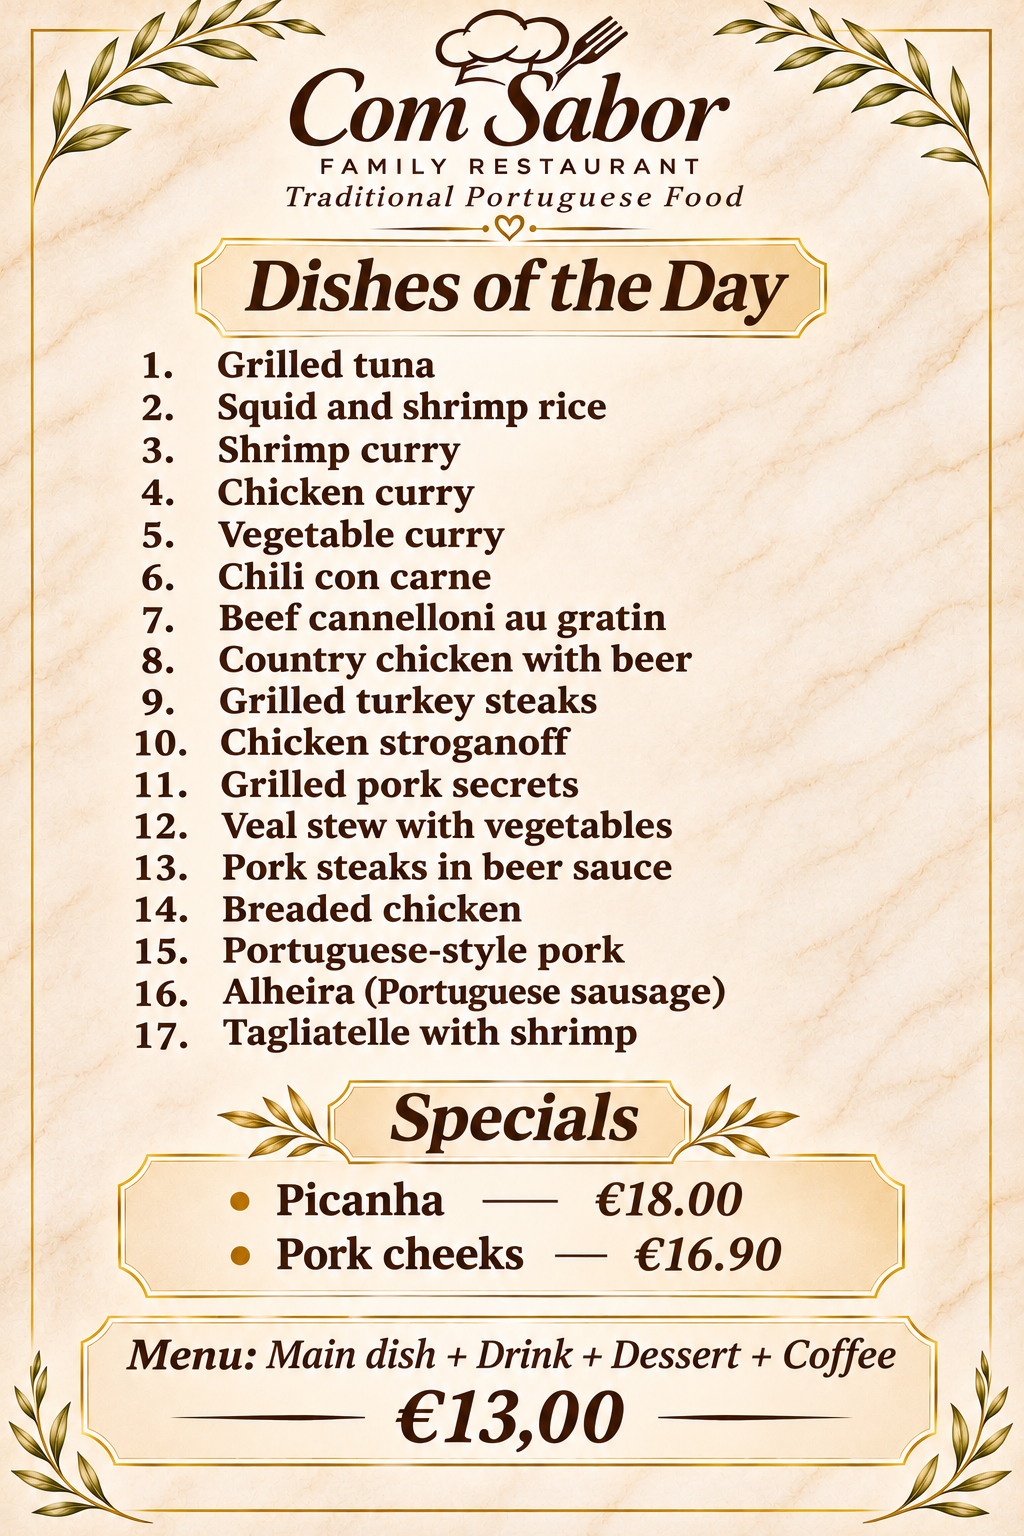 Com Sabor
FAMILY RESTAURANT
Traditional Portuguese Food
Dishes of the Day
1. Grilled tuna
2. Squid and shrimp rice
3. Shrimp curry
4. Chicken curry
5. Vegetable curry
6. Chili con carne
7. Beef cannelloni au gratin
8. Country chicken with beer
9. Grilled turkey steaks
10. Chicken stroganoff
11. Grilled pork secrets
12. Veal stew with vegetables
13. Pork steaks in beer sauce
14. Breaded chicken
15. Portuguese-style pork
16. Alheira (Portuguese sausage)
17. Tagliatelle with shrimp
Specials
• Picanha — €18.00
• Pork cheeks — €16.90
Menu: Main dish + Drink + Dessert + Coffee
€13,00